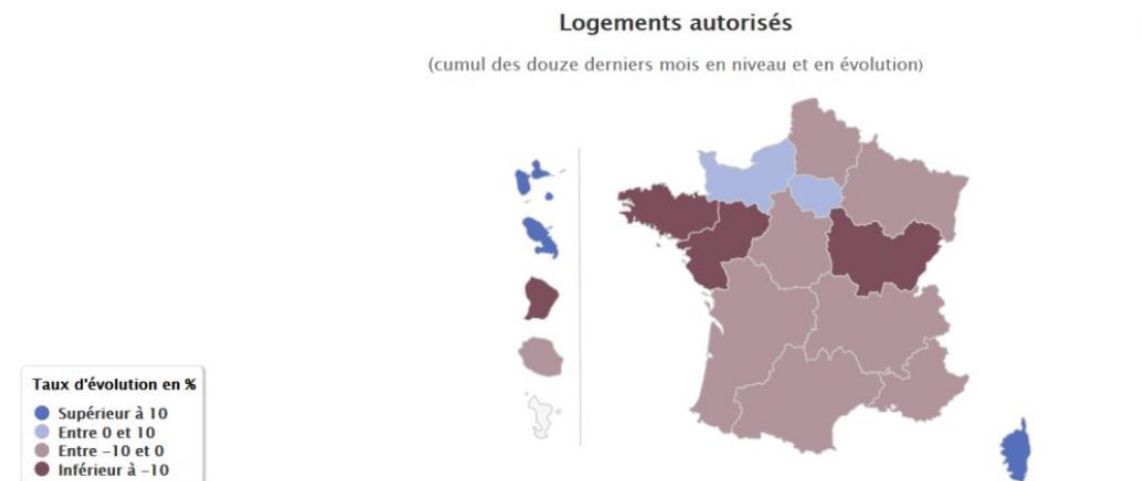 Logements autorisés
(cumul des douze derniers mois en niveau et en évolution)
Taux d'évolution en %
Supérieur à 10
Entre 0 et 10
Entre −10 et 0
Inférieur à −10